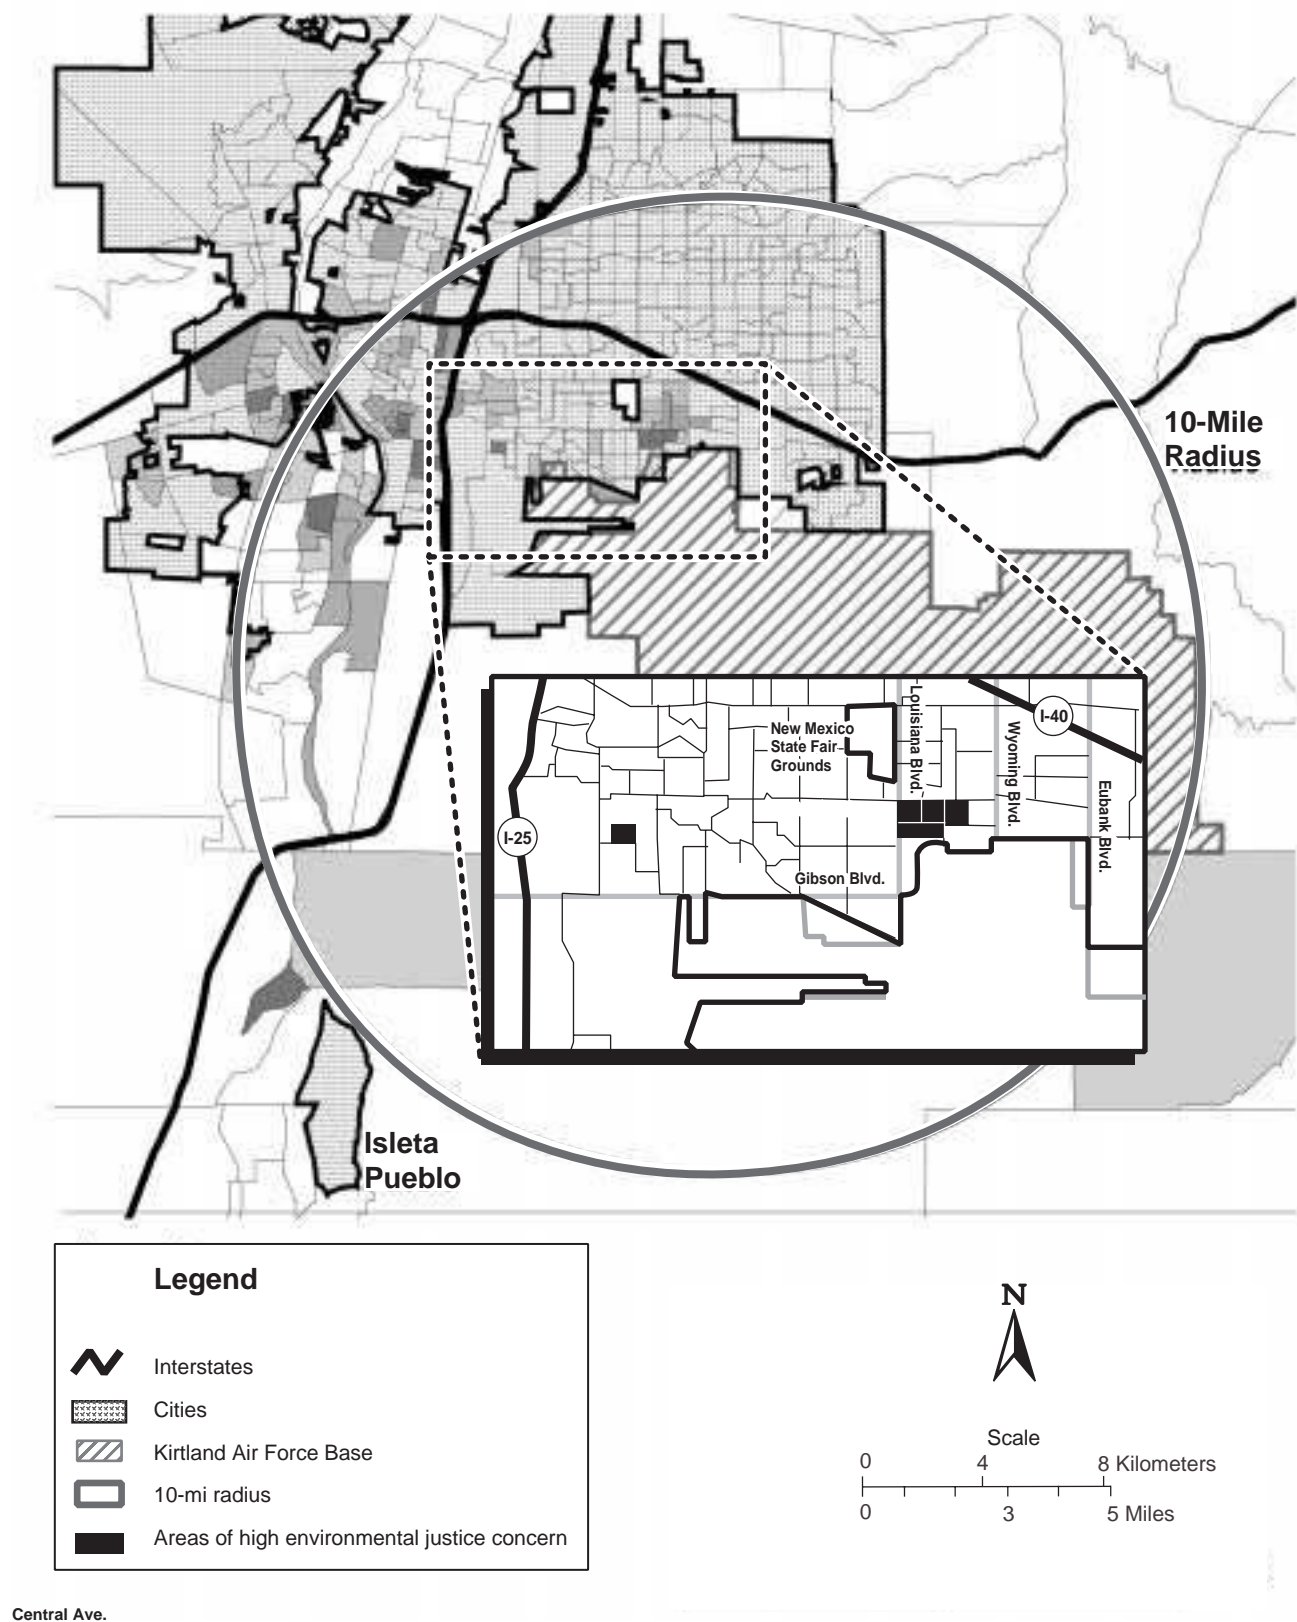 10-Mile
Radius
Louisiana Blvd.
I-40
New Mexico
State Fair
Grounds
Wyoming Blvd.
Eubank Blvd.
I-25
Gibson Blvd.
Isleta
Pueblo
Legend
Interstates
Cities
Kirtland Air Force Base
10-mi radius
Areas of high environmental justice concern
N
Scale
0 4 8 Kilometers
0 3 5 Miles
Central Ave.